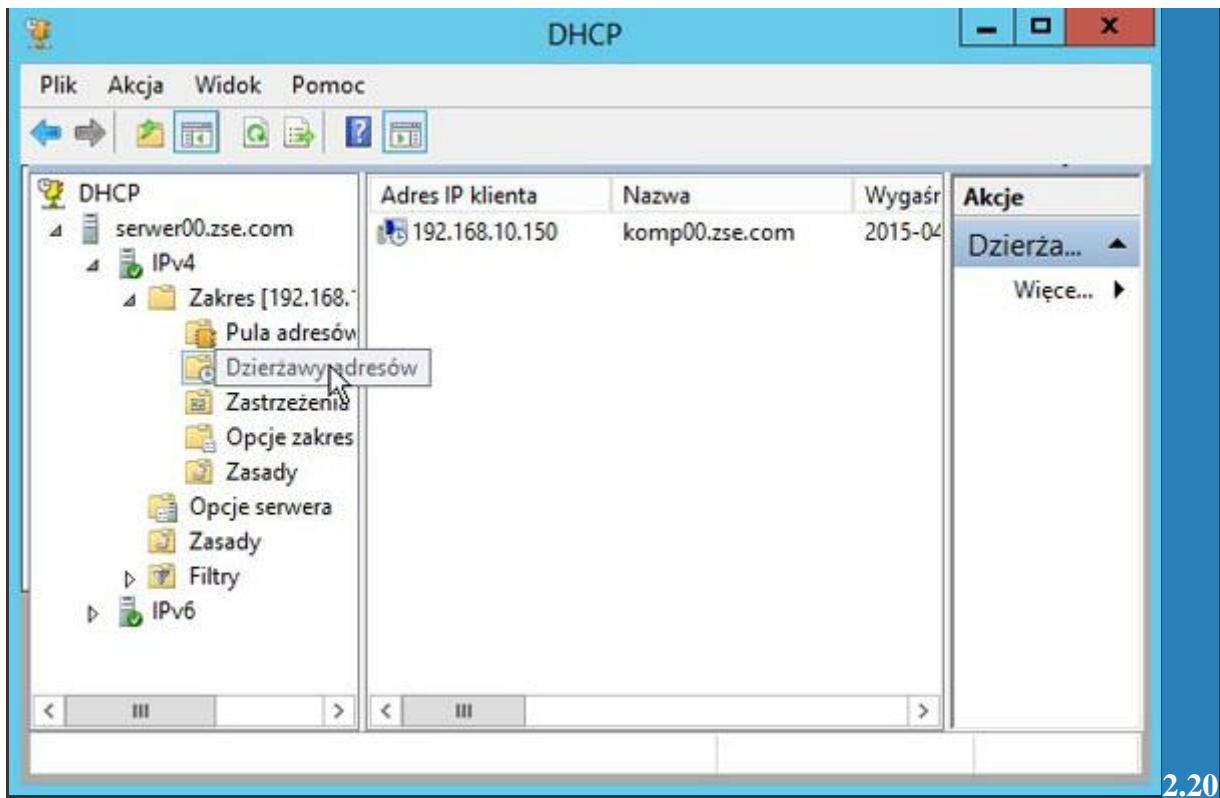 DHCP
Plik Akcja Widok Pomoc
DHCP
serwer00.zse.com
IPv4
Zakres [192.168.1
Pula adresów
Dzierżawy adresów
Zastrzeżenia
Opcje zakres
Zasady
Opcje serwera
Zasady
Filtry
IPv6
Adres IP klienta Nazwa Wygaśr
192.168.10.150 komp00.zse.com 2015-04
Akcje
Dzierża...
Więce...
2.20